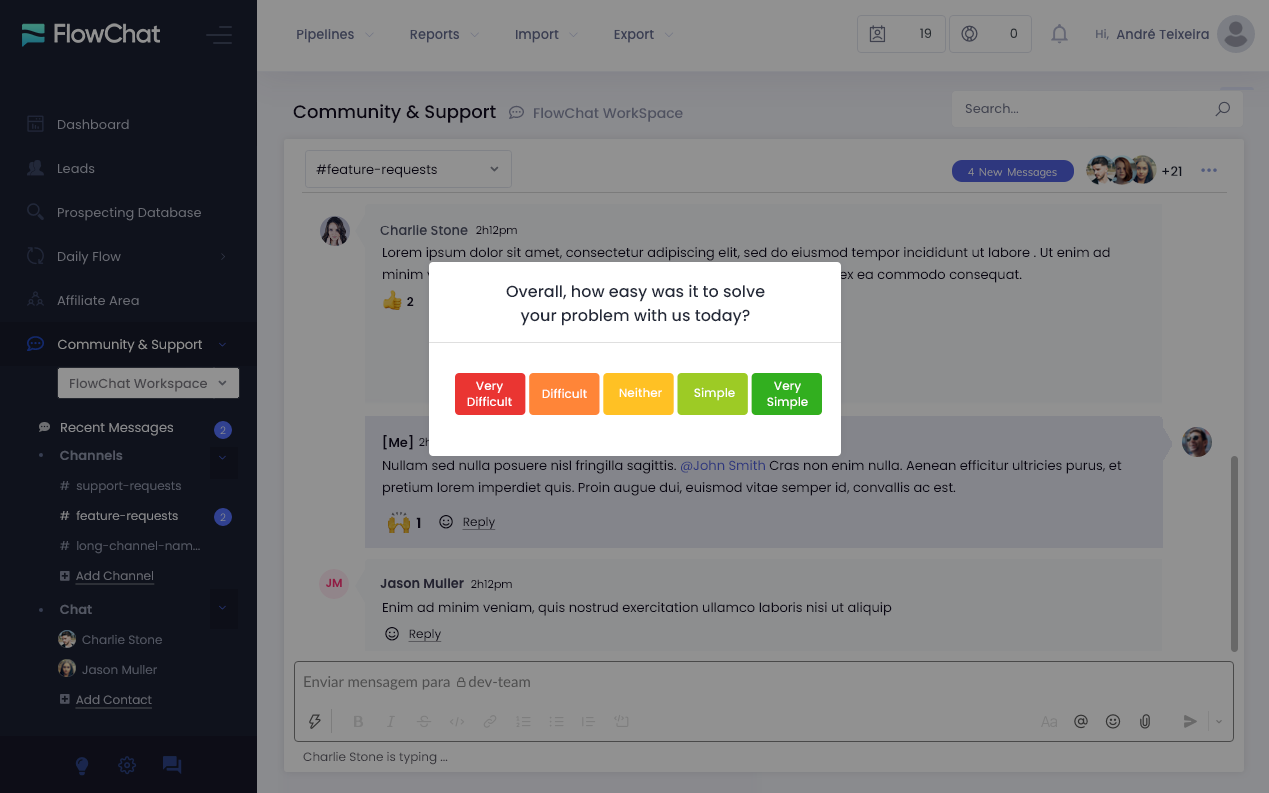 FlowChat
Pipelines
Reports
Import
Export
19
0
Hi, André Teixeira
Dashboard
Leads
Prospecting Database
Daily Flow
Affiliate Area
Community & Support
FlowChat Workspace
Recent Messages
2
Channels
# support-requests
# feature-requests
2
# long-channel-nam...
Add Channel
Chat
Charlie Stone
Jason Muller
Add Contact
Community & Support
FlowChat WorkSpace
Search...
#feature-requests
4 New Messages
+21
Charlie Stone 2h12pm
Lorem ipsum dolor sit amet, consectetur adipiscing elit, sed do eiusmod tempor incididunt ut labore . Ut enim ad
minim
ex ea commodo consequat.
2
Overall, how easy was it to solve
your problem with us today?
Very
Difficult
Difficult
Neither
Simple
Very
Simple
[Me]
Nullam sed nulla posuere nisl fringilla sagittis. @John Smith Cras non enim nulla. Aenean efficitur ultricies purus, et
pretium lorem imperdiet quis. Proin augue dui, euismod vitae semper id, convallis ac est.
1
Reply
JM
Jason Muller 2h12pm
Enim ad minim veniam, quis nostrud exercitation ullamco laboris nisi ut aliquip
Reply
Enviar mensagem para dev-team
B I S </>
Aa @
Charlie Stone is typing ...